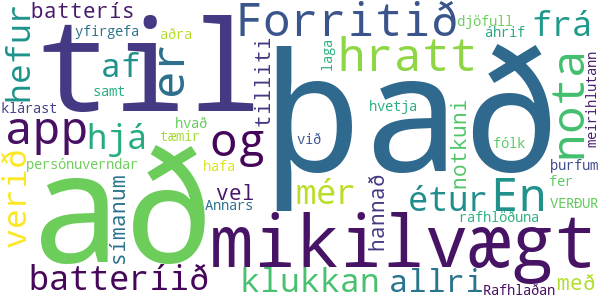 batterís
yfirgefa
samt
klárast
hefur
til
af
er
aðra
Forritið
djöfull
áhrif
frá
hratt
laga
tilliti
nota
meirihlutann
app
hjá
og
hvað
tæmir
það
við
hvetja
fólk
þurfum
verið
persónuverndar
hafa
vel
mér
étur
En
notkuni
fer
VERÐUR
símanum
að
Annars
hannað
mikilvægt
rafhlöðuna
með
batteríið
klukkan
allri
Rafhlaðan